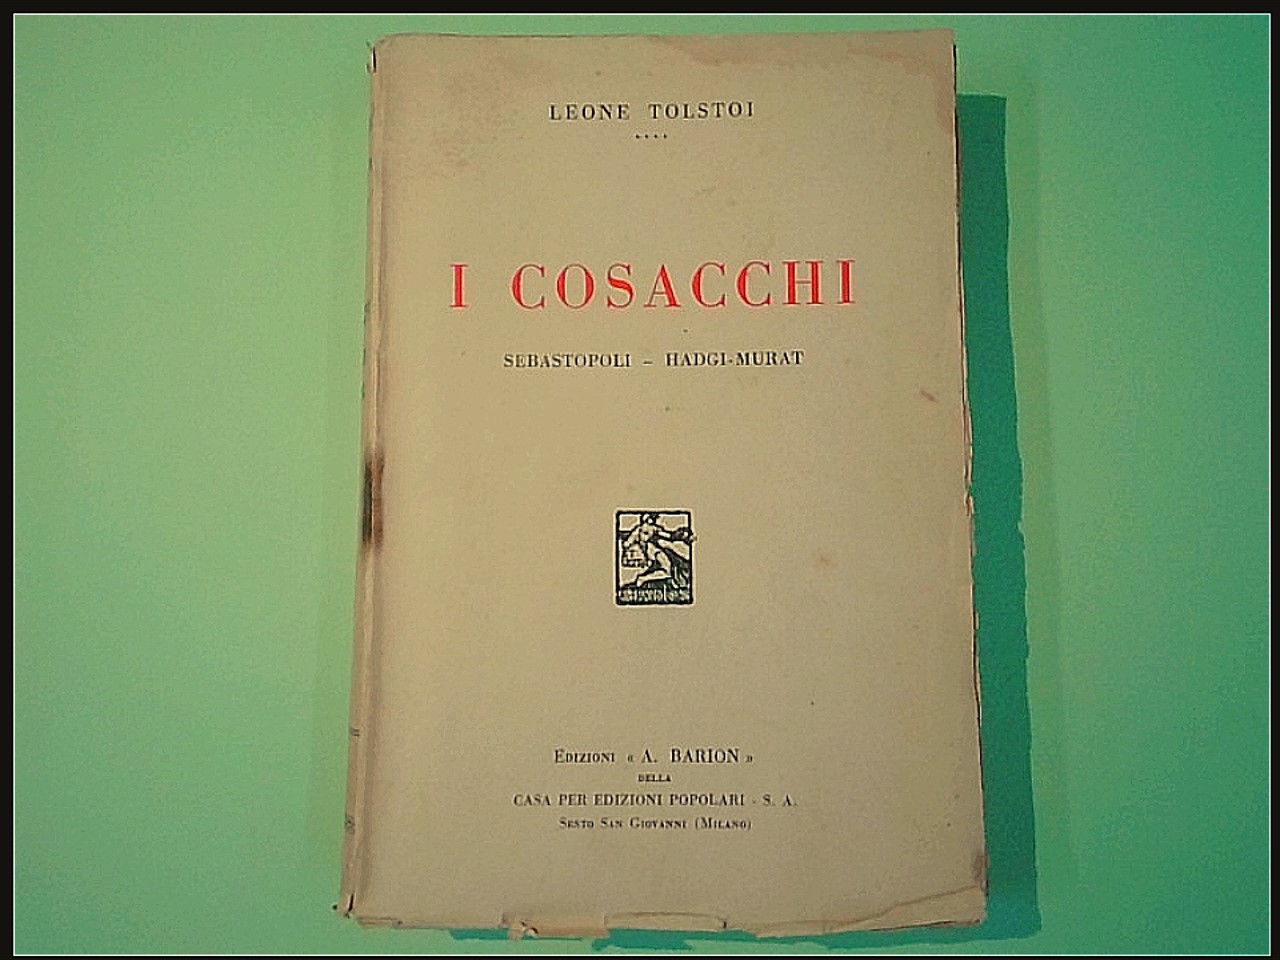 LEONE TOLSTOI
I COSACCHI
SEBASTOPOLI – HADGI-MURAT
EDIZIONI « A. BARION »
DELLA
CASA PER EDIZIONI POPOLARI - S. A.
SESTO SAN GIOVANNI (MILANO)